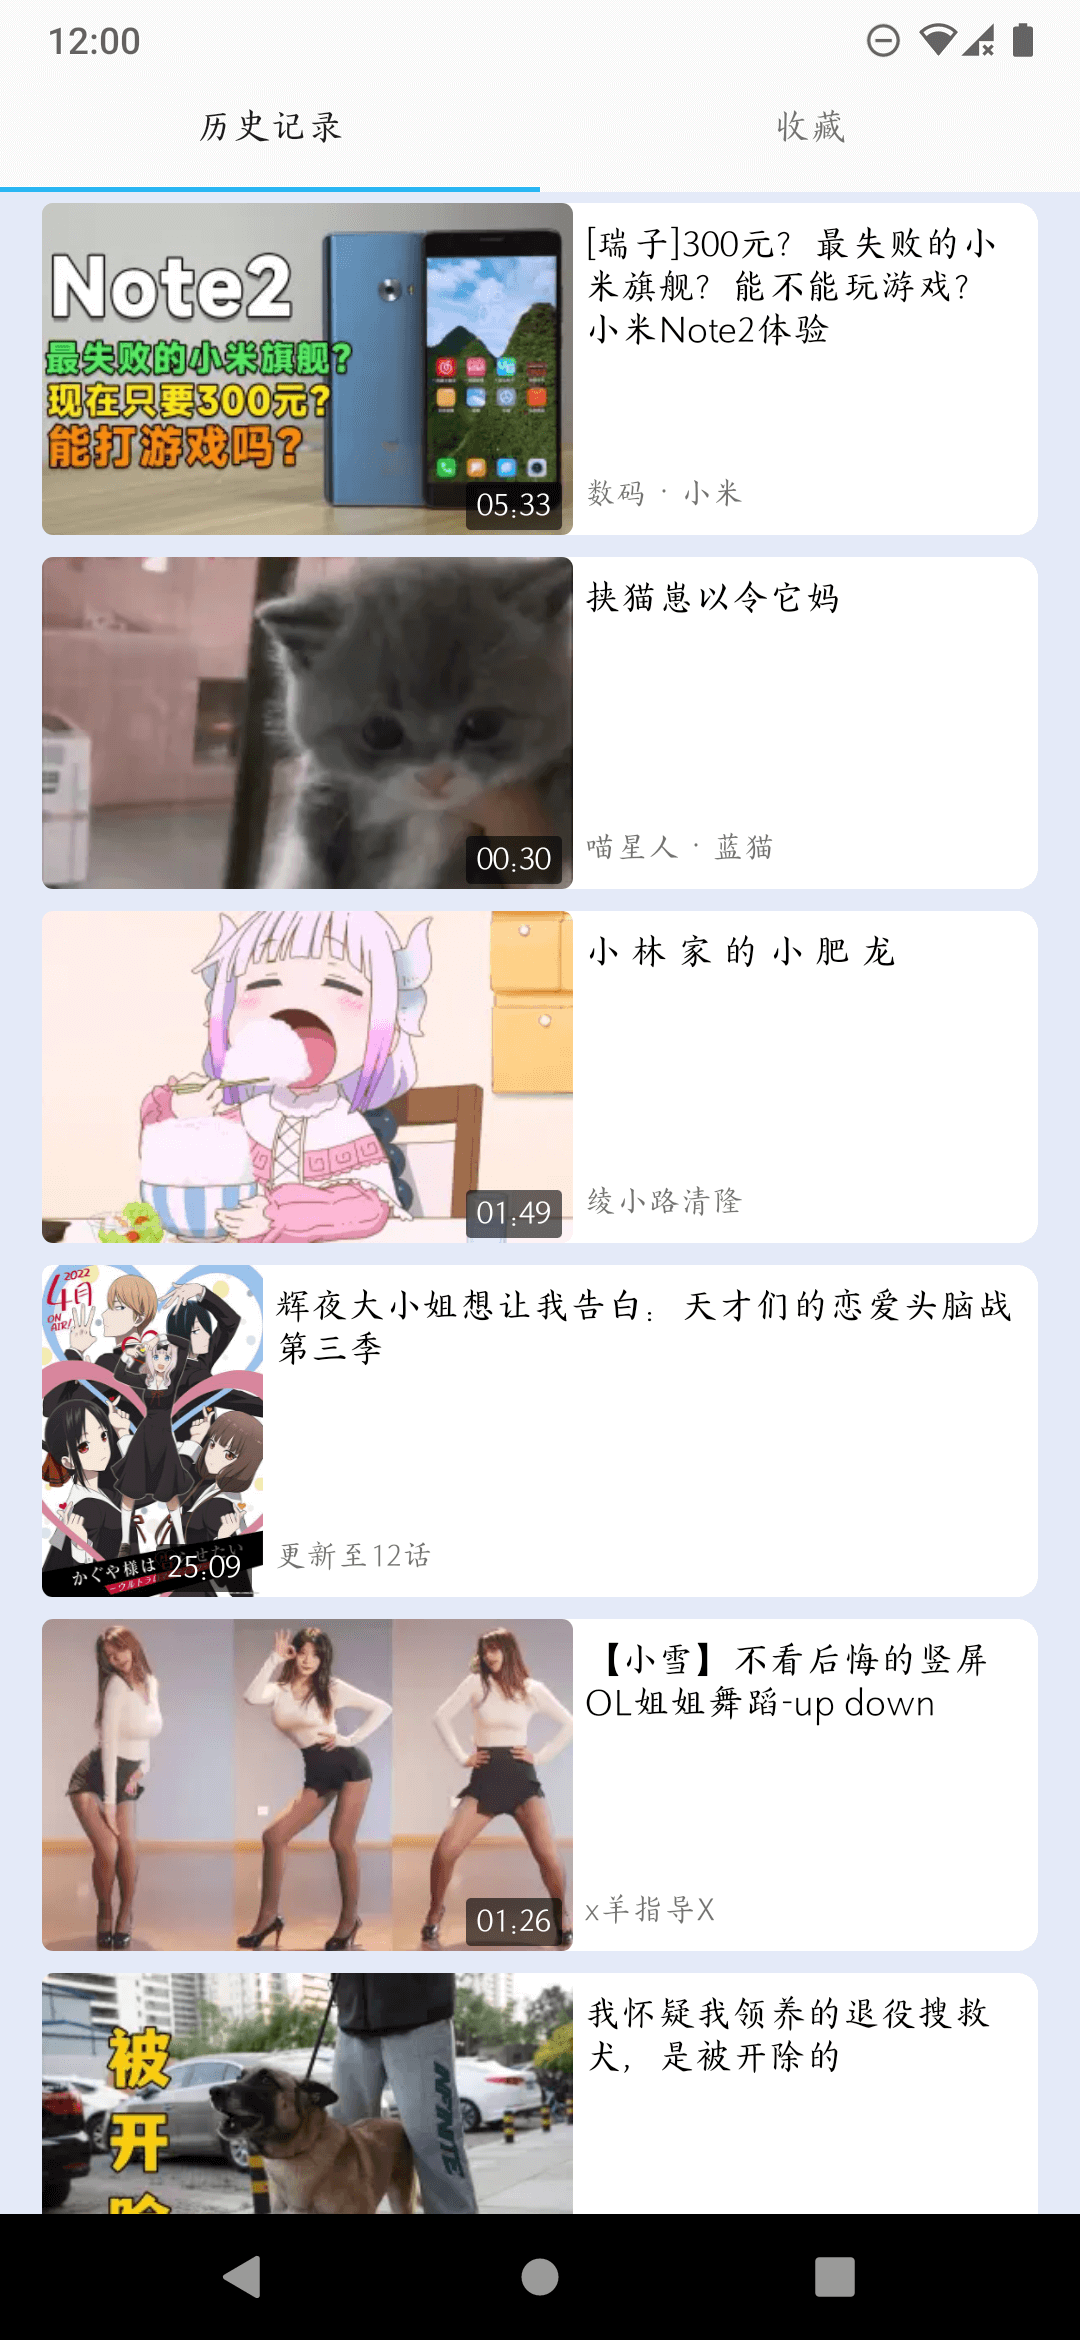 12:00
历史记录
收藏
Note2
最失败的小米旗舰?
现在只要300元?
能打游戏吗?
05:33
[瑞子]300元？最失败的小
米旗舰？能不能玩游戏？
小米Note2体验
数码 · 小米
00:30
挟猫崽以令它妈
喵星人 · 蓝猫
01:49
小 林 家 的 小 肥 龙
绫小路清隆
2022
4月
ON
AIR!
かぐや様は
せたい
25:09
辉夜大小姐想让我告白：天才们的恋爱头脑战
第三季
更新至12话
01:26
【小雪】不看后悔的竖屏
OL姐姐舞蹈-up down
x羊指导X
被
开
除
INFINITE
我怀疑我领养的退役搜救
犬，是被开除的